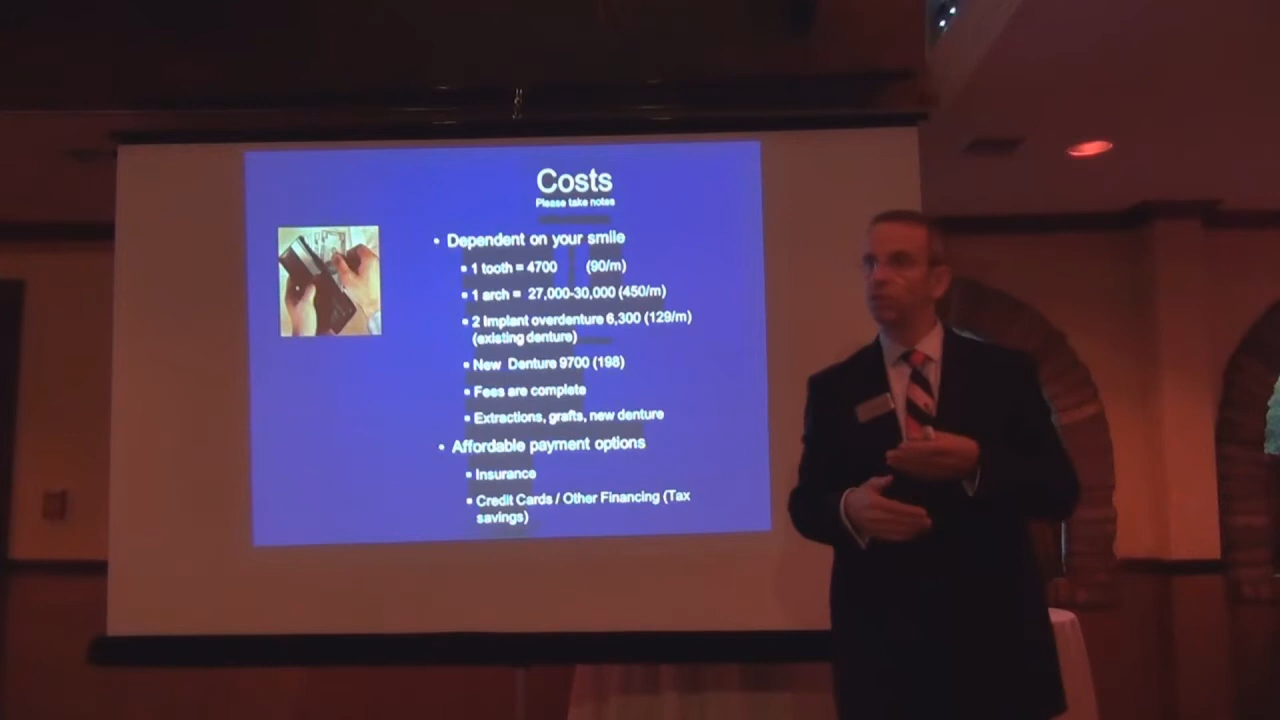 Costs
Please take notes
• Dependent on your smile
▪ 1 tooth = 4700 (90/m)
▪ 1 arch = 27,000-30,000 (450/m)
▪ 2 Implant overdenture 6,300 (129/m)
(existing denture)
▪ New Denture 9700 (198)
▪ Fees are complete
▪ Extractions, grafts, new denture
• Affordable payment options
▪ Insurance
▪ Credit Cards / Other Financing (Tax
savings)